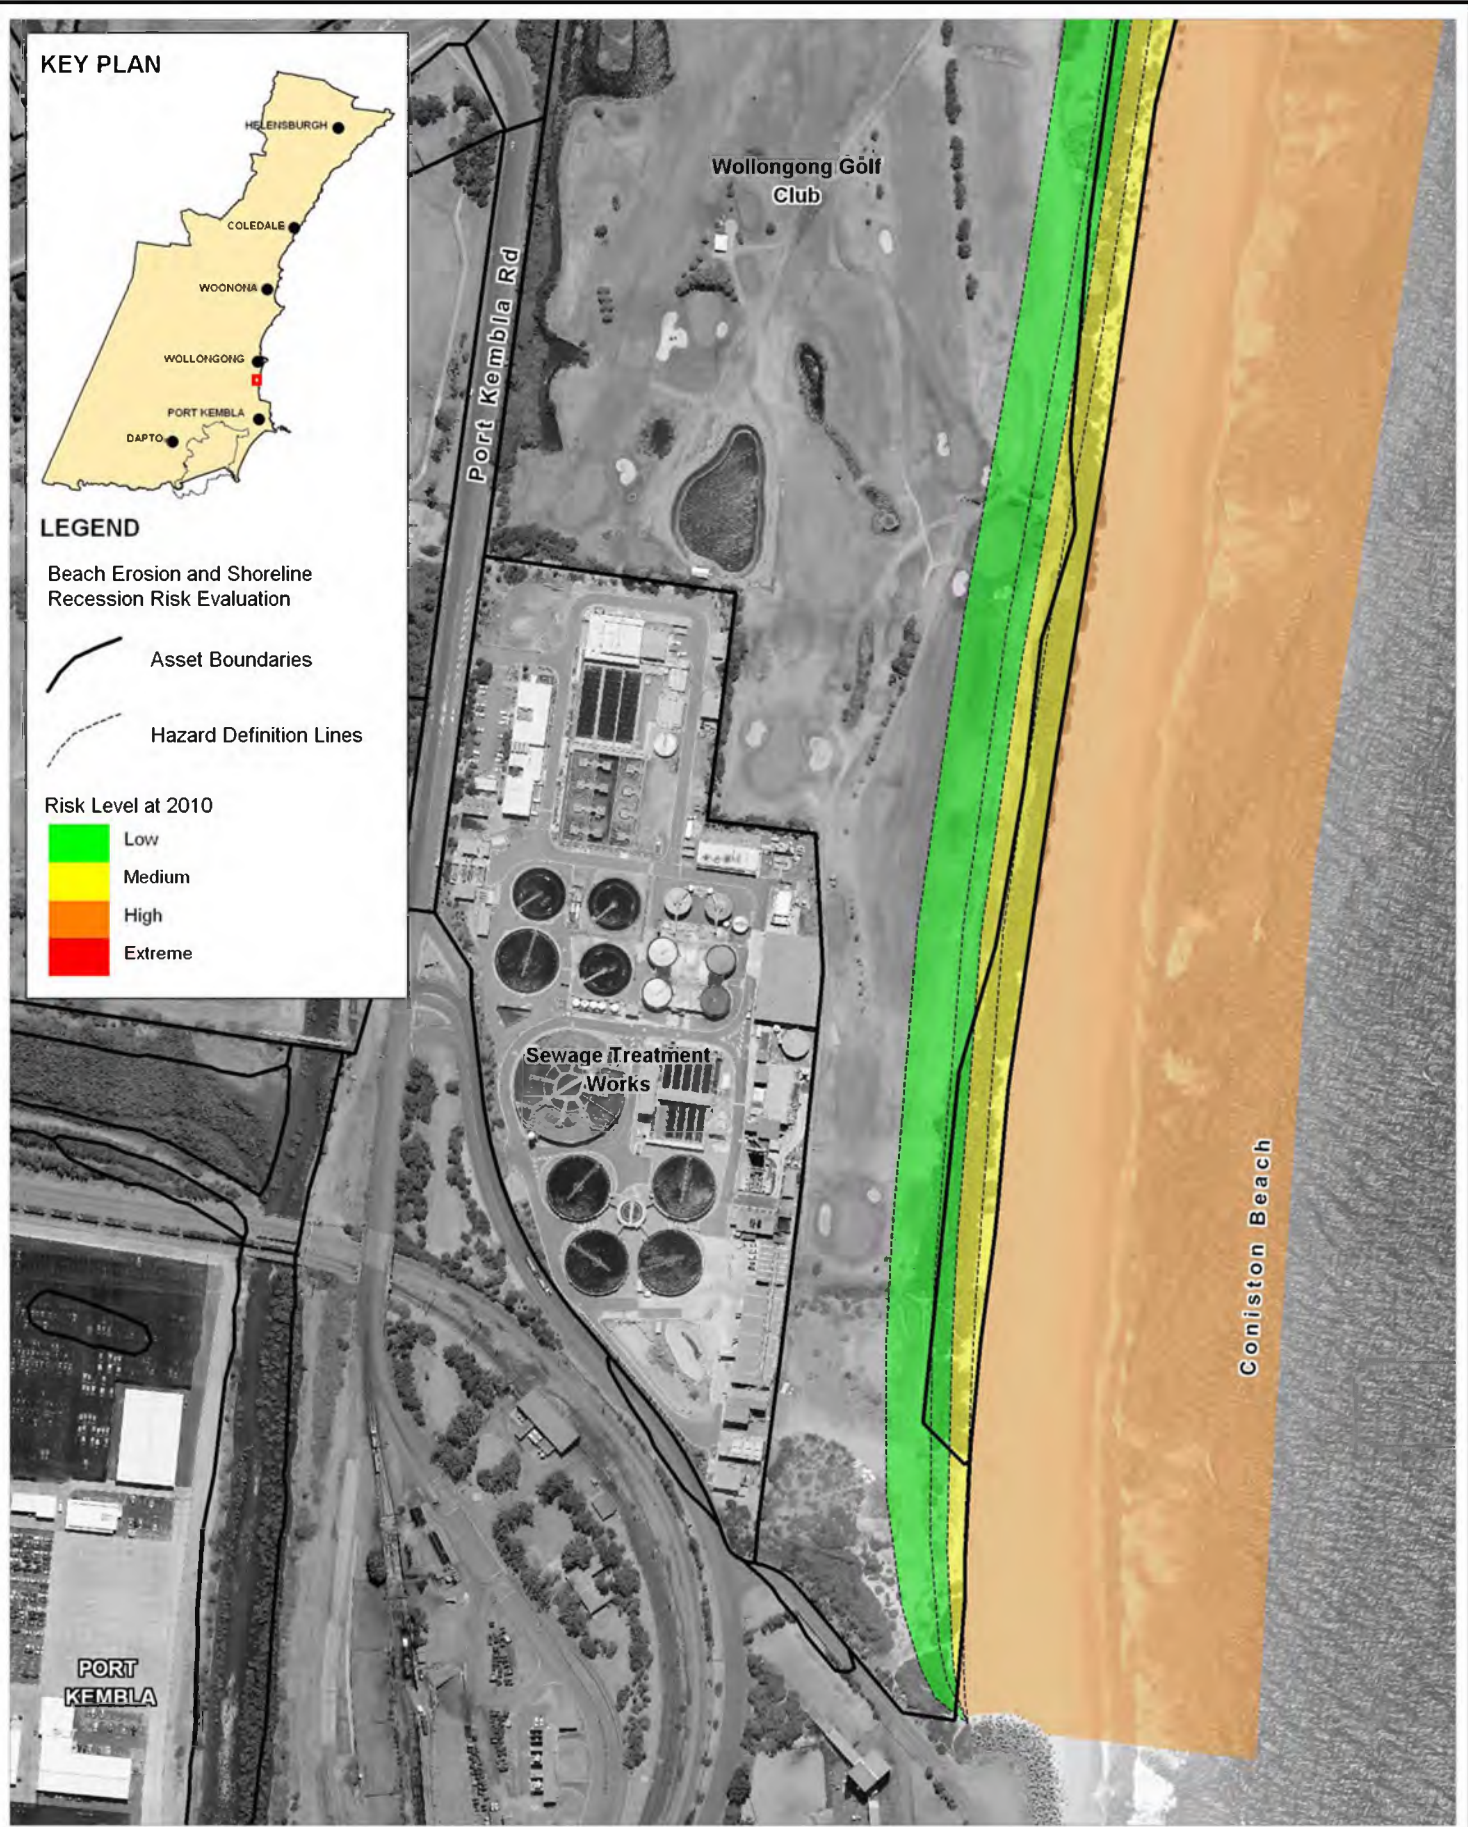 KEY PLAN
HELENSBURGH
COLEDALE
WOONONA
WOLLONGONG
PORT KEMBLA
DAPTO
LEGEND
Beach Erosion and Shoreline
Recession Risk Evaluation
Asset Boundaries
Hazard Definition Lines
Risk Level at 2010
Low
Medium
High
Extreme
Wollongong Golf
Club
Port Kembla Rd
Sewage Treatment
Works
Coniston Beach
PORT
KEMBLA